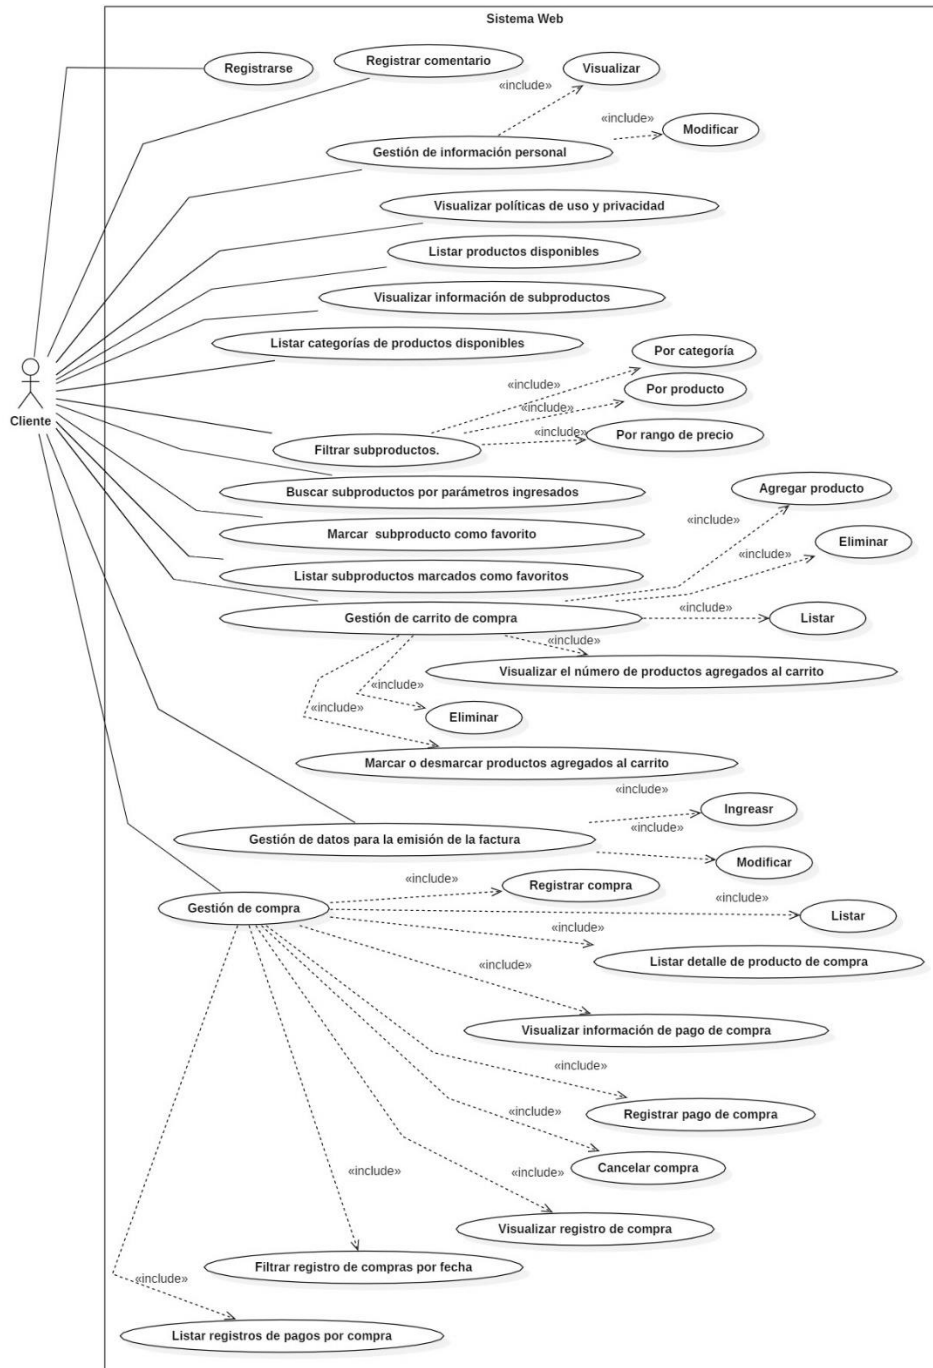 Sistema Web
Registrarse
Registrar comentario
Visualizar
«include»
«include»
Modificar
Gestión de información personal
Visualizar políticas de uso y privacidad
Listar productos disponibles
Visualizar información de subproductos
Listar categorías de productos disponibles
Por categoría
«include»
Por producto
«include»
Cliente
Filtrar subproductos.
«include»
Por rango de precio
Buscar subproductos por parámetros ingresados
Agregar producto
«include»
Marcar  subproducto como favorito
Eliminar
«include»
Listar subproductos marcados como favoritos
Gestión de carrito de compra
«include»
Listar
«include»
Visualizar el número de productos agregados al carrito
«include»
«include»
Eliminar
Marcar o desmarcar productos agregados al carrito
«include»
Ingreasr
Gestión de datos para la emisión de la factura
«include»
Modificar
«include»
Registrar compra
Gestión de compra
«include»
Listar
«include»
Listar detalle de producto de compra
«include»
Visualizar información de pago de compra
«include»
Registrar pago de compra
«include»
Cancelar compra
«include»
«include»
Visualizar registro de compra
Filtrar registro de compras por fecha
«include»
Listar registros de pagos por compra